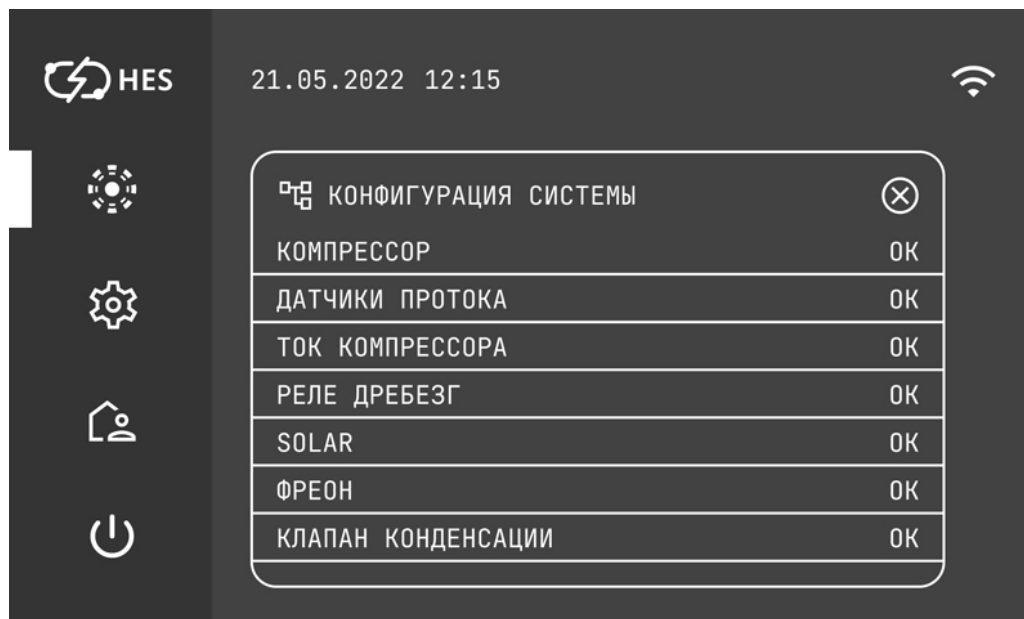 HES
21.05.2022 12:15
КОНФИГУРАЦИЯ СИСТЕМЫ
КОМПРЕССОР OK
ДАТЧИКИ ПРОТОКА OK
ТОК КОМПРЕССОРА OK
РЕЛЕ ДРЕБЕЗГ OK
SOLAR OK
ФРЕОН OK
КЛАПАН КОНДЕНСАЦИИ OK